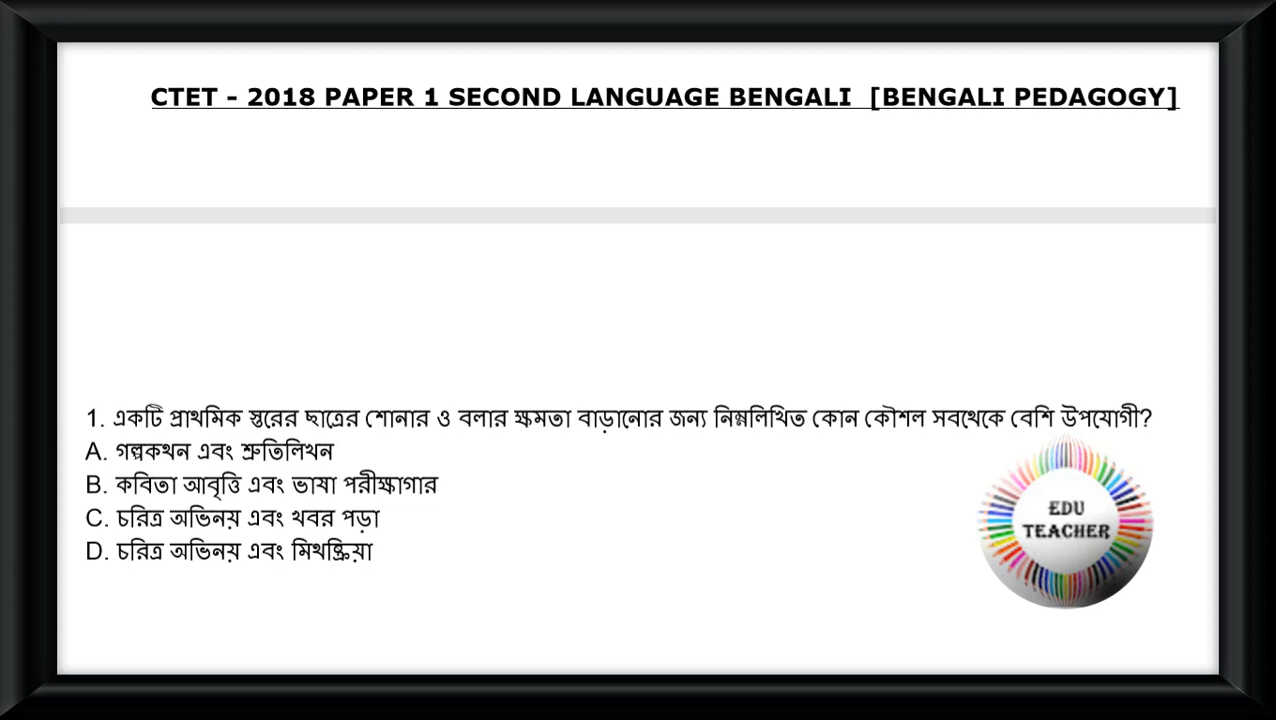 CTET - 2018 PAPER 1 SECOND LANGUAGE BENGALI [BENGALI PEDAGOGY]
1. একটি প্রাথমিক স্তরের ছাত্রের শোনার ও বলার ক্ষমতা বাড়ানোর জন্য নিম্নলিখিত কোন কৌশল সবথেকে বেশি উপযোগী?
A. গল্পকথন এবং শ্রুতিলিখন
B. কবিতা আবৃত্তি এবং ভাষা পরীক্ষাগার
C. চরিত্র অভিনয় এবং খবর পড়া
D. চরিত্র অভিনয় এবং মিথষ্ক্রিয়া
EDU
TEACHER